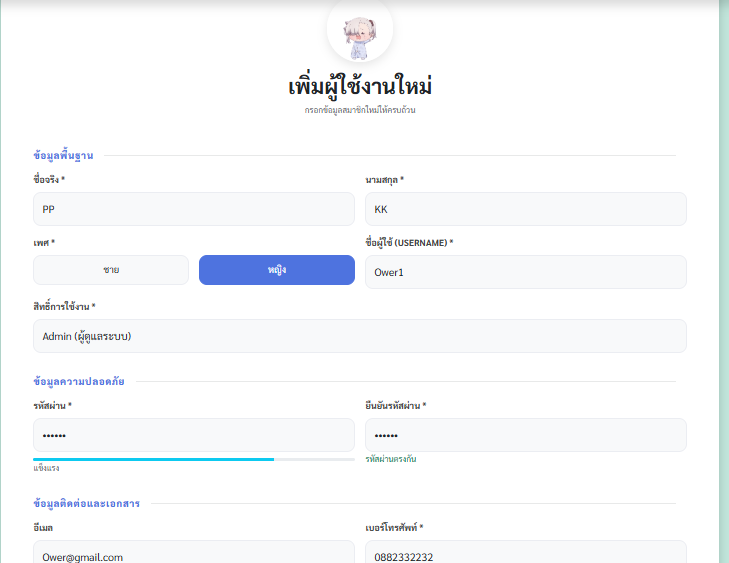 เพิ่มผู้ใช้งานใหม่
กรอกข้อมูลสมาชิกใหม่ให้ครบถ้วน
ข้อมูลพื้นฐาน
ชื่อจริง *
นามสกุล *
PP
KK
เพศ *
ชื่อผู้ใช้ (USERNAME) *
ชาย
หญิง
Ower1
สิทธิ์การใช้งาน *
Admin (ผู้ดูแลระบบ)
ข้อมูลความปลอดภัย
รหัสผ่าน *
ยืนยันรหัสผ่าน *
••••••
••••••
แข็งแรง
รหัสผ่านตรงกัน
ข้อมูลติดต่อและเอกสาร
อีเมล
เบอร์โทรศัพท์ *
Ower@gmail.com
0882332232